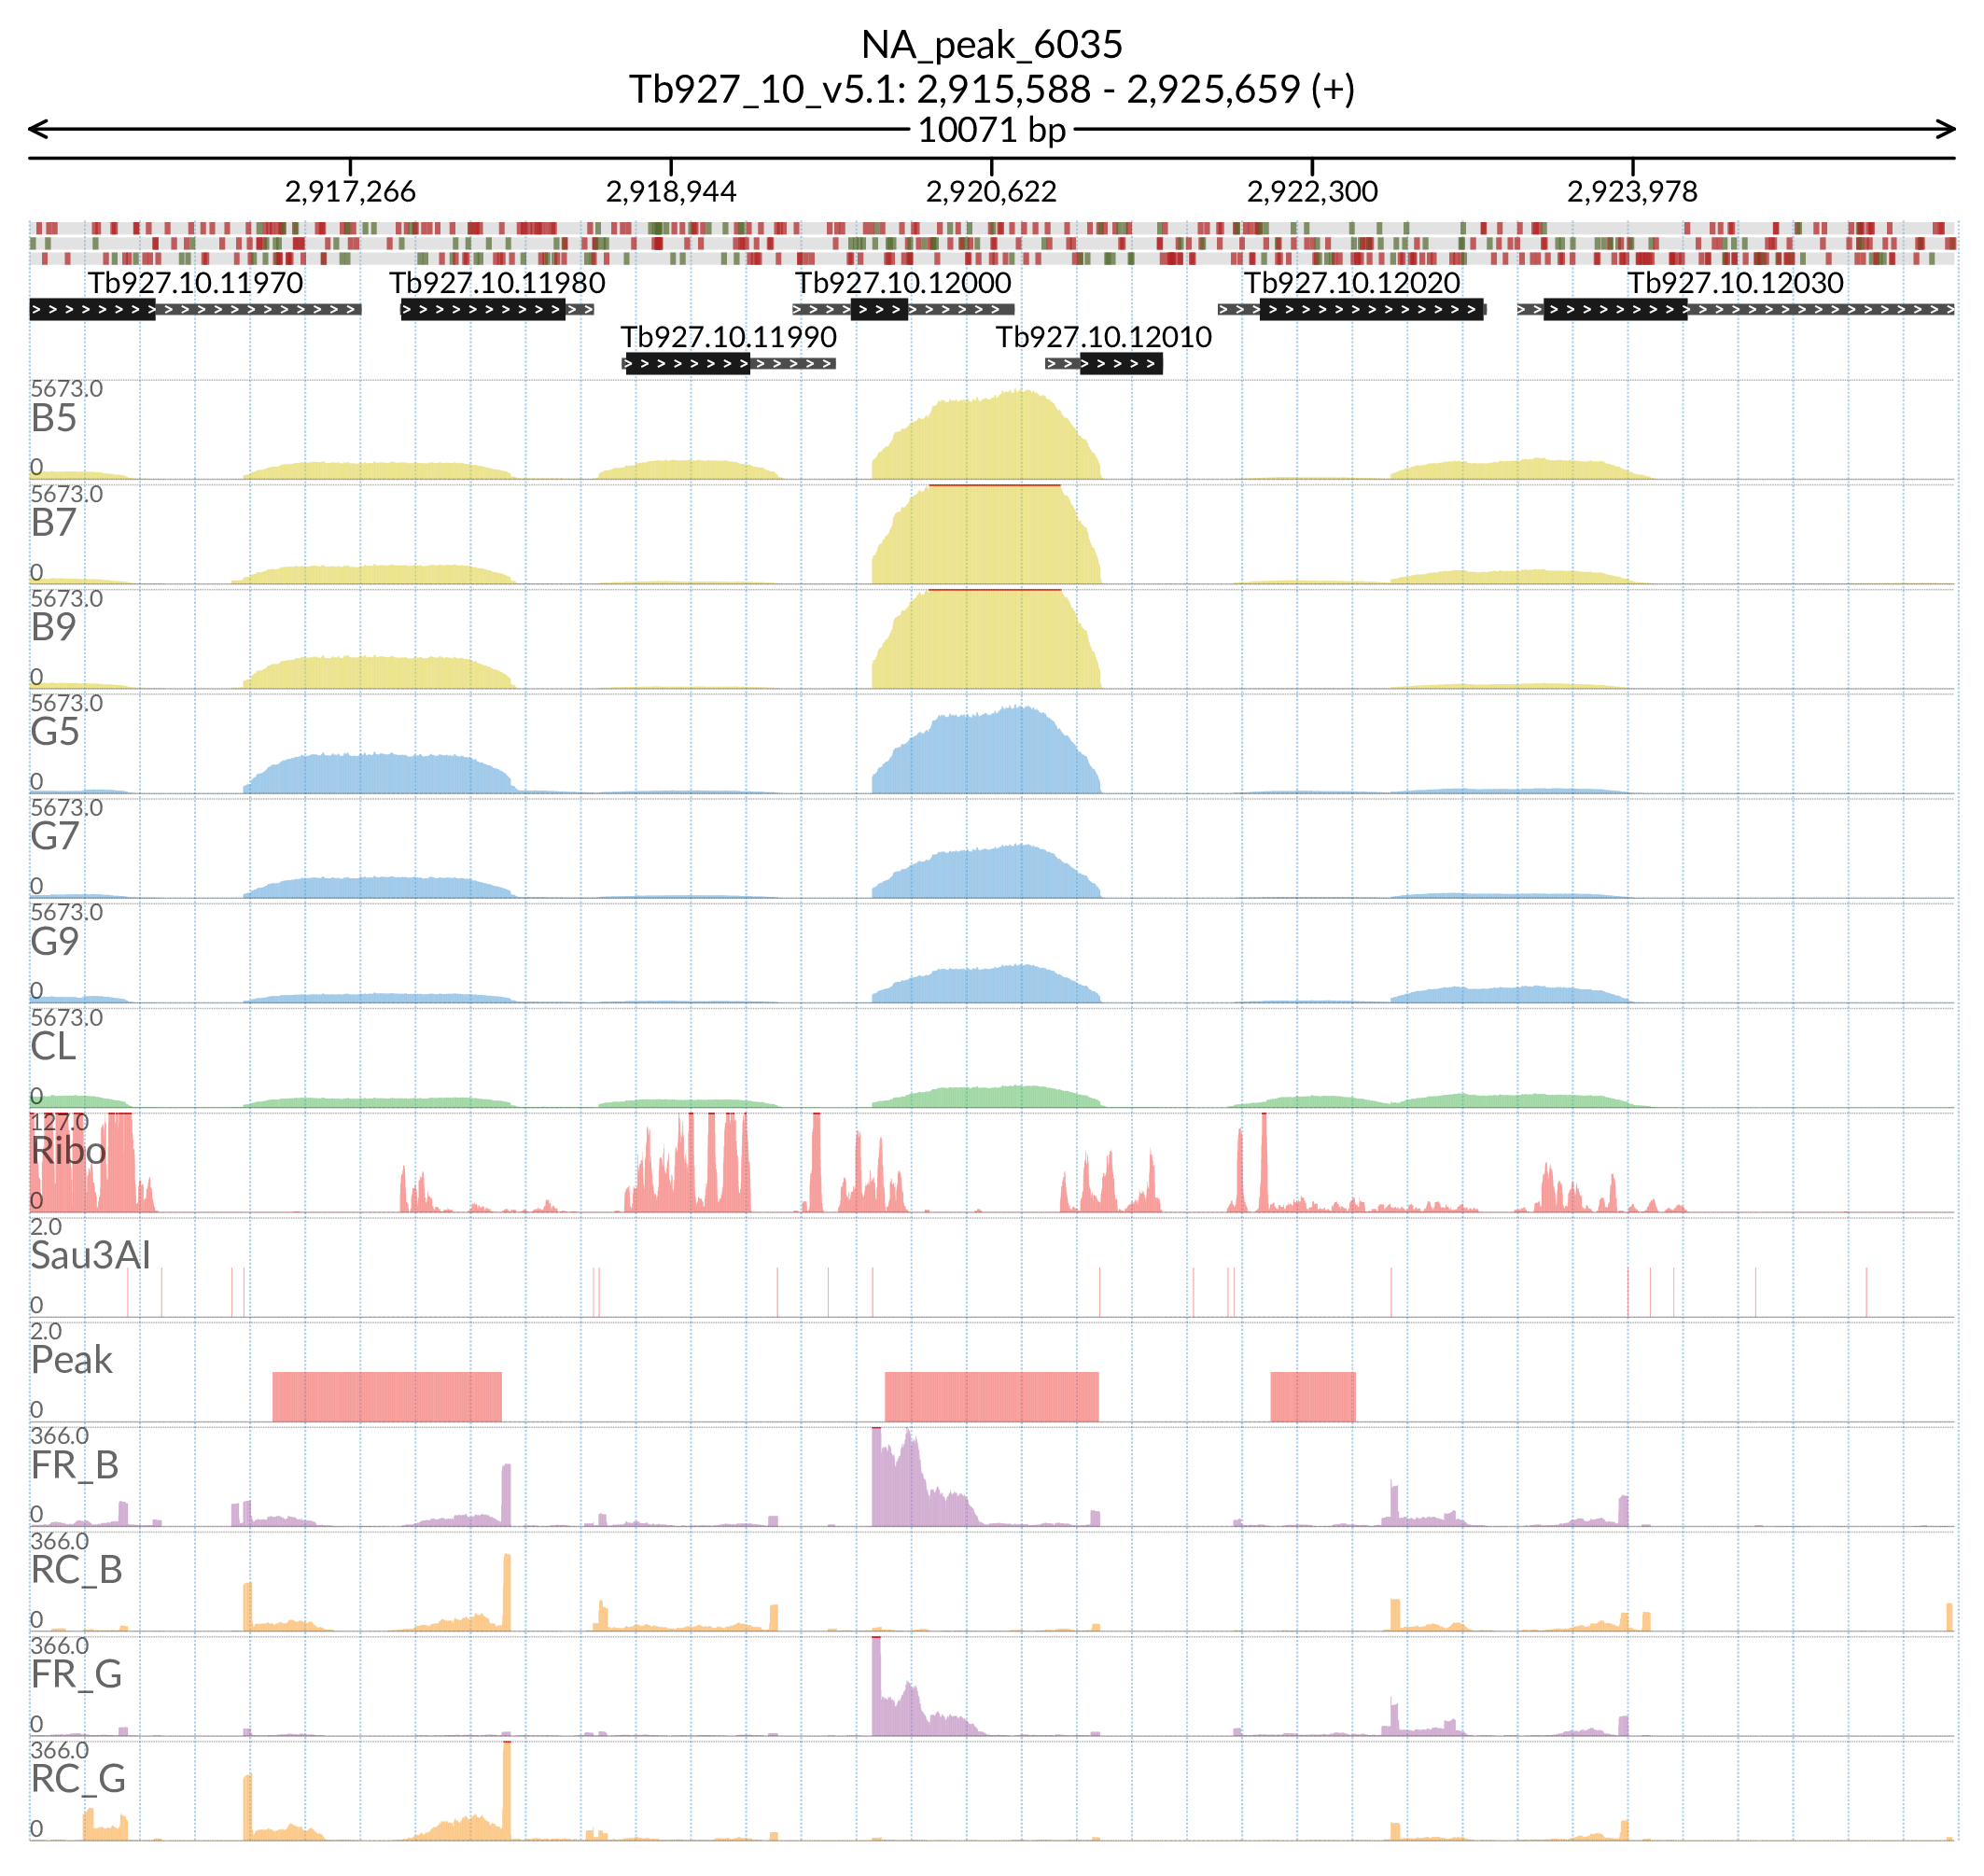 NA_peak_6035
Tb927_10_v5.1: 2,915,588 - 2,925,659 (+)
10071 bp
2,917,266 2,918,944 2,920,622 2,922,300 2,923,978
Tb927.10.11970 Tb927.10.11980 Tb927.10.12000 Tb927.10.12020 Tb927.10.12030
Tb927.10.11990 Tb927.10.12010
5673.0
B5
0
5673.0
B7
0
5673.0
B9
0
5673.0
G5
0
5673.0
G7
0
5673.0
G9
0
5673.0
CL
0
127.0
Ribo
0
2.0
Sau3AI
0
2.0
Peak
0
366.0
FR_B
0
366.0
RC_B
0
366.0
FR_G
0
366.0
RC_G
0